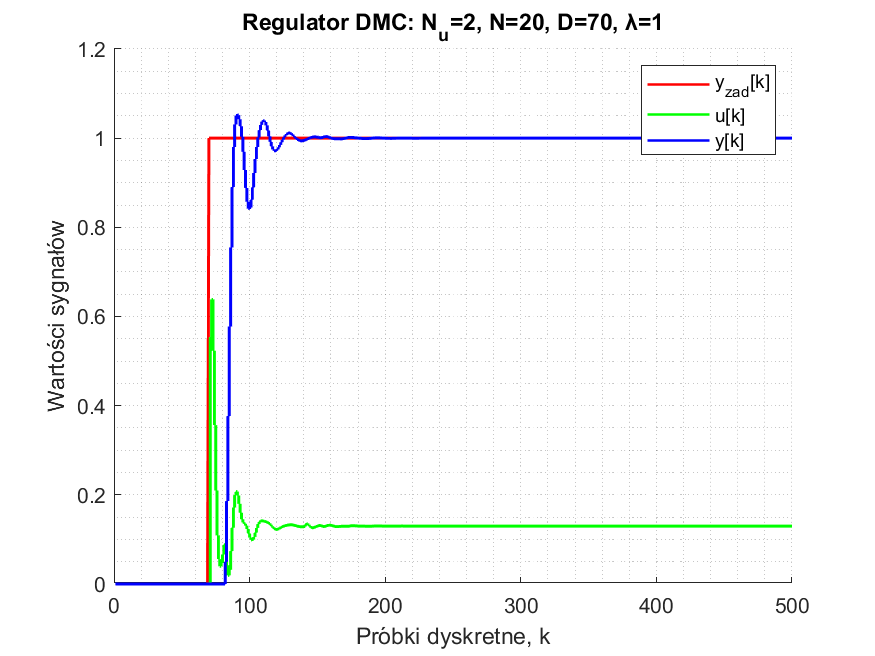 Regulator DMC: Nu=2, N=20, D=70, λ=1
1.2
1
0.8
0.6
0.4
0.2
0
Wartości sygnałów
yzad[k]
u[k]
y[k]
0 100 200 300 400 500
Próbki dyskretne, k